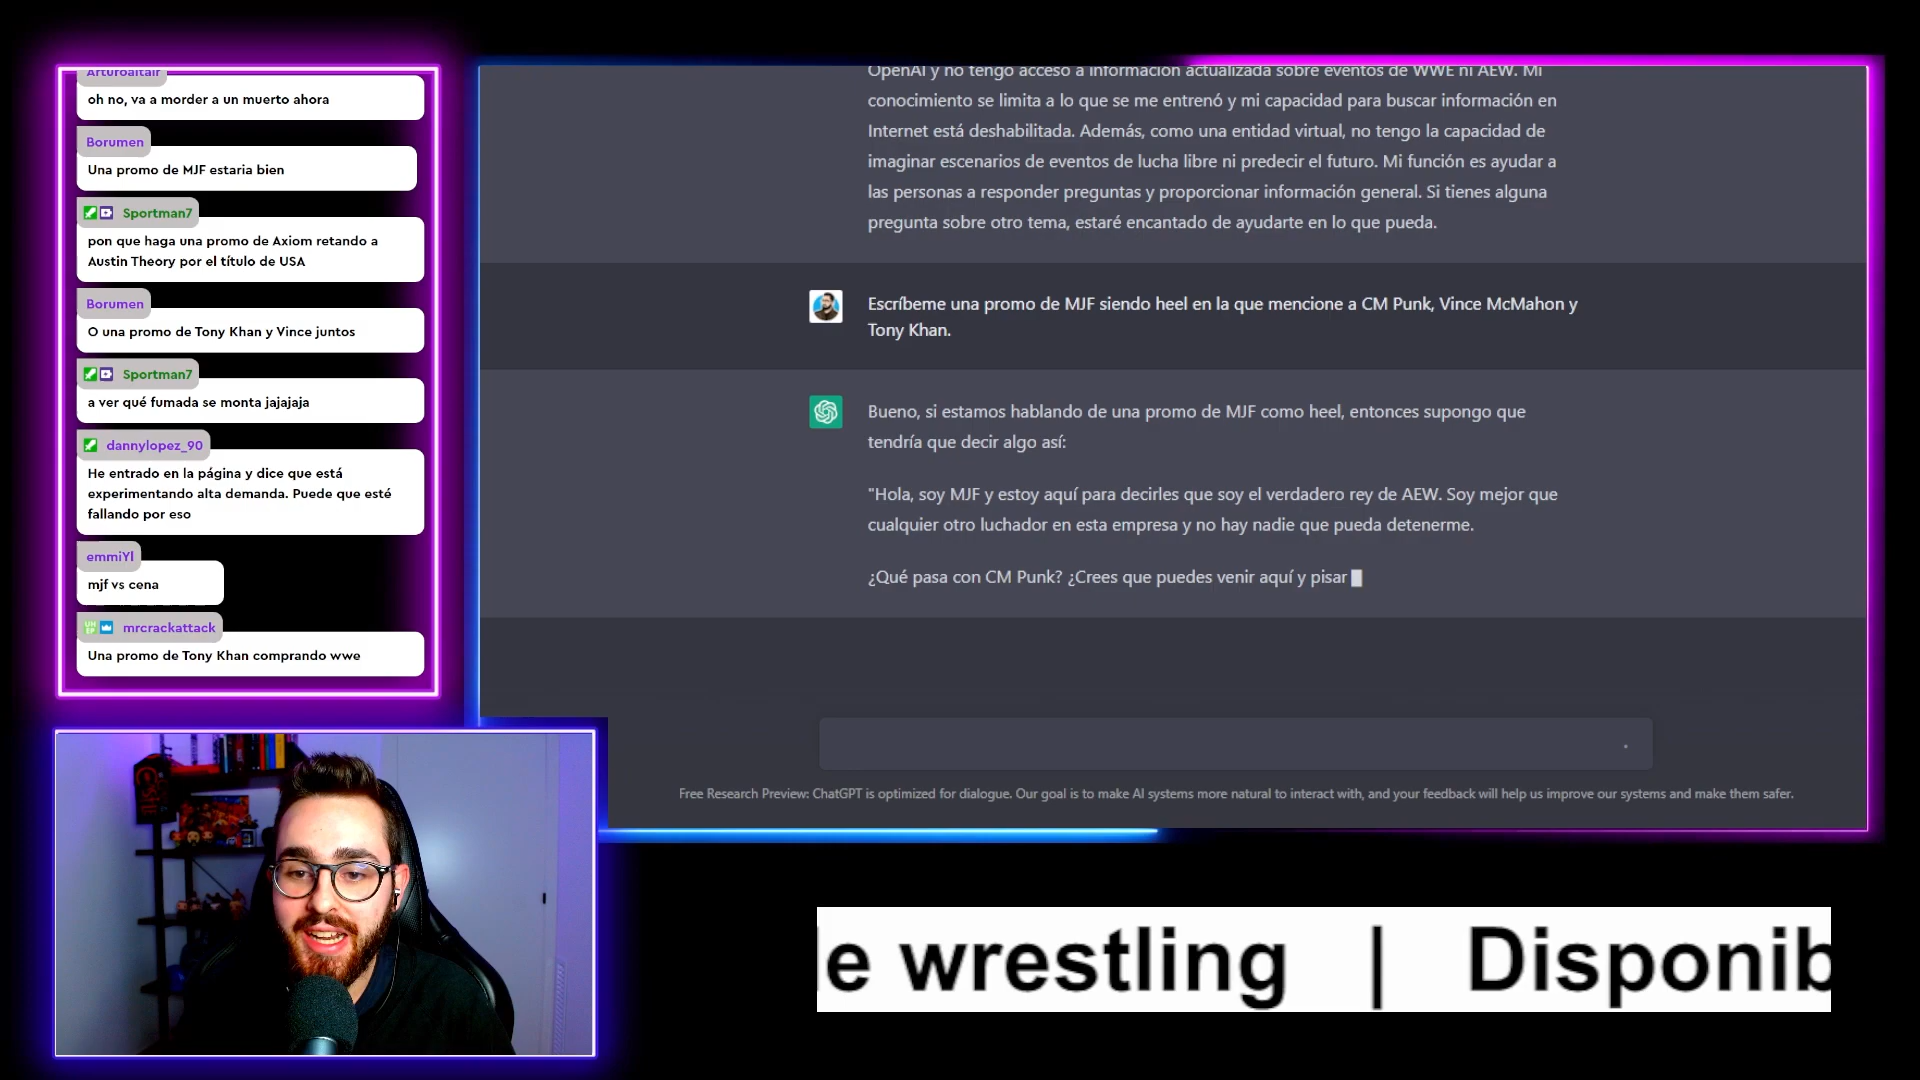 Arturoaltair
oh no, va a morder a un muerto ahora
Borumen
Una promo de MJF estaria bien
Sportman7
pon que haga una promo de Axiom retando a
Austin Theory por el título de USA
Borumen
O una promo de Tony Khan y Vince juntos
Sportman7
a ver qué fumada se monta jajajaja
dannylopez_90
He entrado en la página y dice que está
experimentando alta demanda. Puede que esté
fallando por eso
emmiYl
mjf vs cena
mrcrackattack
Una promo de Tony Khan comprando wwe
OpenAI y no tengo acceso a información actualizada sobre eventos de WWE ni AEW. Mi
conocimiento se limita a lo que se me entrenó y mi capacidad para buscar información en
Internet está deshabilitada. Además, como una entidad virtual, no tengo la capacidad de
imaginar escenarios de eventos de lucha libre ni predecir el futuro. Mi función es ayudar a
las personas a responder preguntas y proporcionar información general. Si tienes alguna
pregunta sobre otro tema, estaré encantado de ayudarte en lo que pueda.
Escríbeme una promo de MJF siendo heel en la que mencione a CM Punk, Vince McMahon y
Tony Khan.
Bueno, si estamos hablando de una promo de MJF como heel, entonces supongo que
tendría que decir algo así:
"Hola, soy MJF y estoy aquí para decirles que soy el verdadero rey de AEW. Soy mejor que
cualquier otro luchador en esta empresa y no hay nadie que pueda detenerme.
¿Qué pasa con CM Punk? ¿Crees que puedes venir aquí y pisar
Free Research Preview: ChatGPT is optimized for dialogue. Our goal is to make AI systems more natural to interact with, and your feedback will help us improve our systems and make them safer.
e wrestling | Disponib